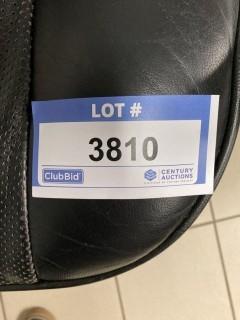 LOT #
3810
ClubBid
CENTURY
AUCTIONS